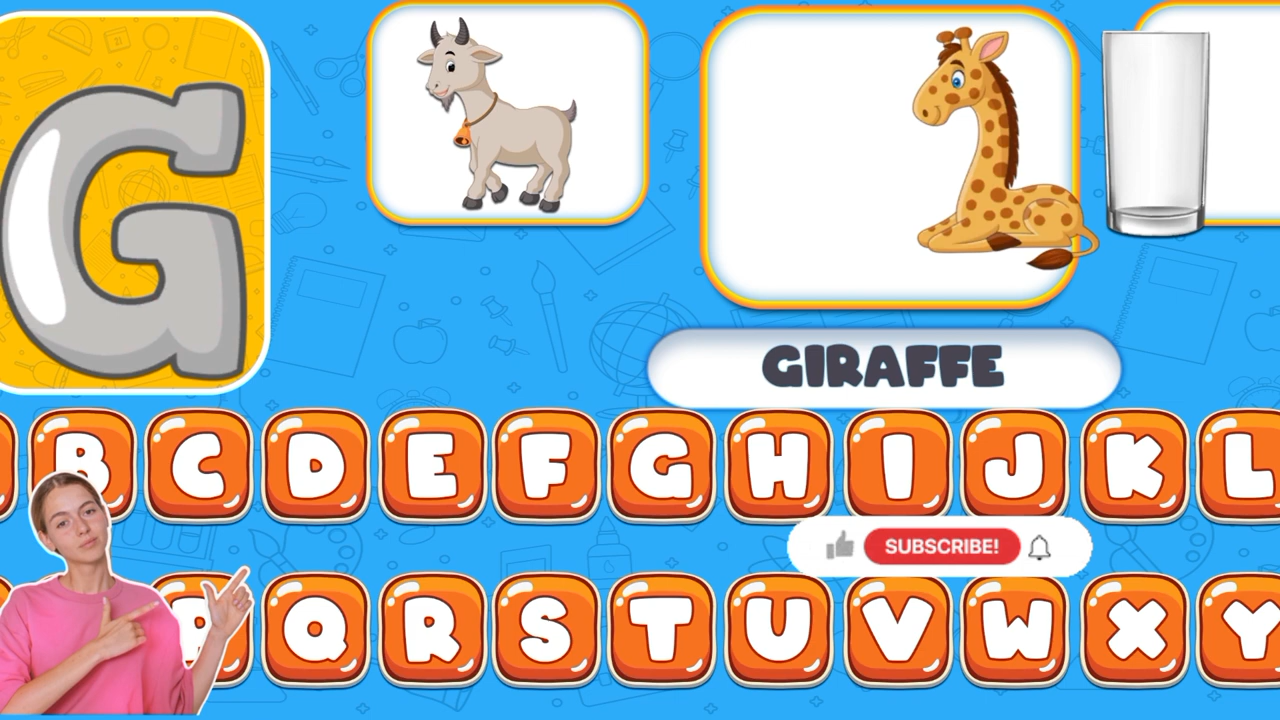 G
GIRAFFE
B C D E F G H I J K L
SUBSCRIBE!
P Q R S T U V W X Y